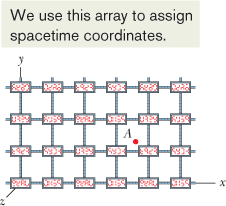 We use this array to assign
spacetime coordinates.
y
A
x
z